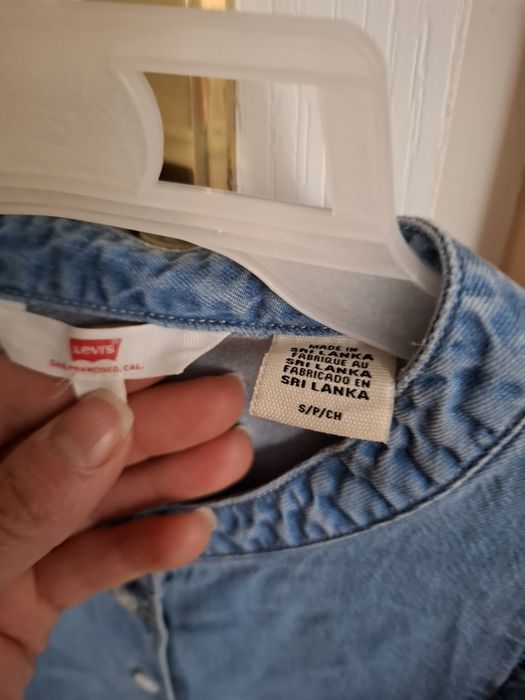 Levi's
SAN FRANCISCO, CAL.
MADE IN
SRI LANKA
FABRIQUE AU
SRI LANKA
FABRICADO EN
SRI LANKA
S/P/CH